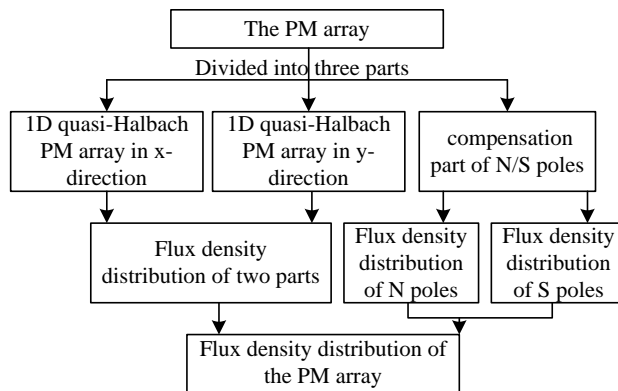 The PM array
Divided into three parts
1D quasi-Halbach
PM array in x-
direction
1D quasi-Halbach
PM array in y-
direction
compensation
part of N/S poles
Flux density
distribution of two parts
Flux density
distribution
of N poles
Flux density
distribution
of S poles
Flux density distribution of
the PM array